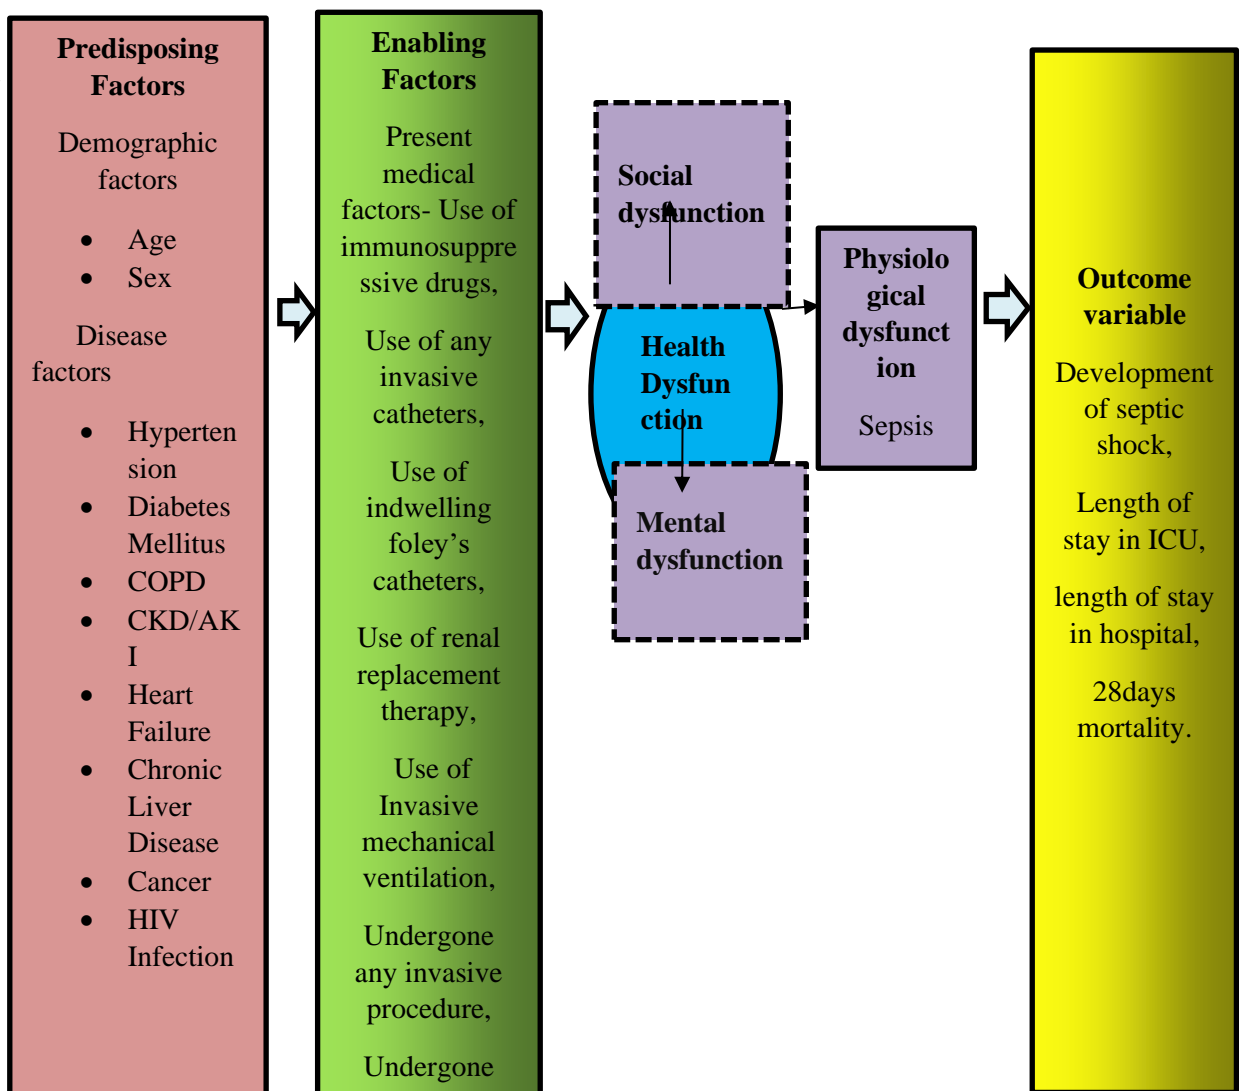 Predisposing
Factors
Demographic
factors
• Age
• Sex
Disease
factors
• Hyperten
sion
• Diabetes
Mellitus
• COPD
• CKD/AK
I
• Heart
Failure
• Chronic
Liver
Disease
• Cancer
• HIV
Infection
Enabling
Factors
Present
medical
factors- Use of
immunosuppre
ssive drugs,
Use of any
invasive
catheters,
Use of
indwelling
foley’s
catheters,
Use of renal
replacement
therapy,
Use of
Invasive
mechanical
ventilation,
Undergone
any invasive
procedure,
Undergone
Social
dysfunction
Health
Dysfun
ction
Mental
dysfunction
Physiolo
gical
dysfunct
ion
Sepsis
Outcome
variable
Development
of septic
shock,
Length of
stay in ICU,
length of stay
in hospital,
28days
mortality.